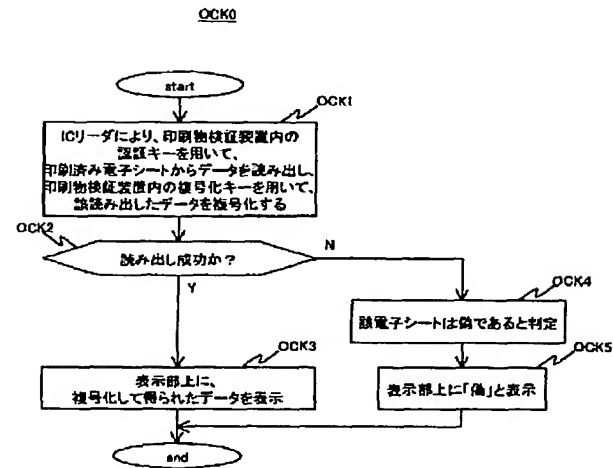 OCK0
start
OCK1
ICリーダにより、印刷物検証装置内の
認証キーを用いて、
印刷済み電子シートからデータを読み出し、
印刷物検証装置内の複号化キーを用いて、
該読み出したデータを複号化する
OCK2
読み出し成功か？
N
Y
OCK4
該電子シートは偽であると判定
OCK3
OCK5
表示部上に、
複号化して得られたデータを表示
表示部上に「偽」と表示
end